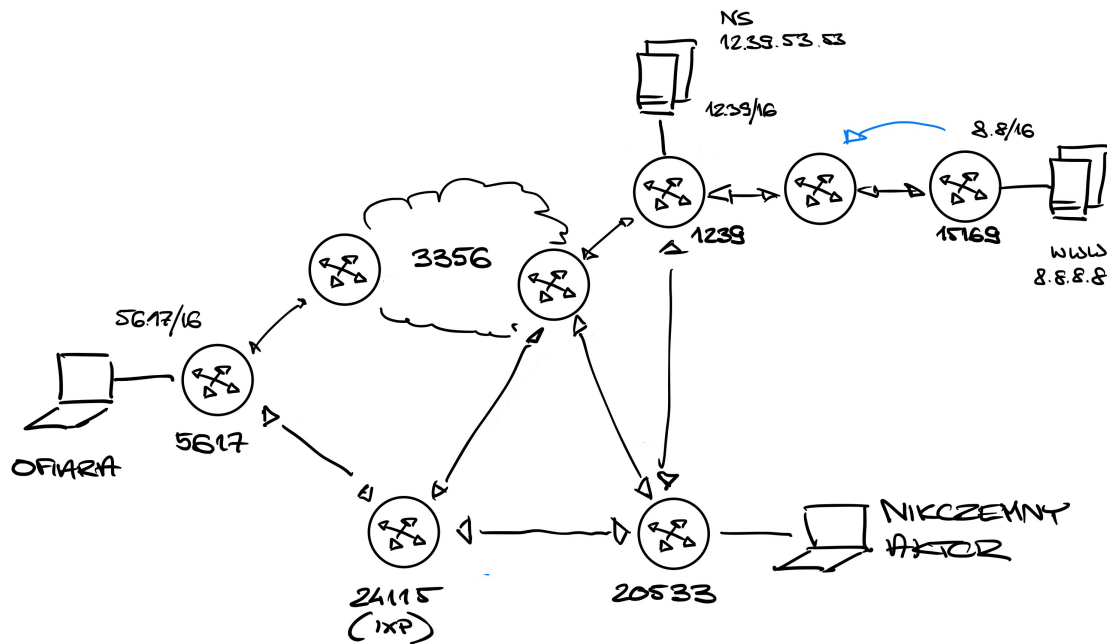 NS
12.39.53.53
12.39/16
8.8/16
1239
15169
WWW
8.8.8.8
3356
56.17/16
5617
OFIARA
NIKCZEMNY
AKTOR
24115
(IXP)
20533